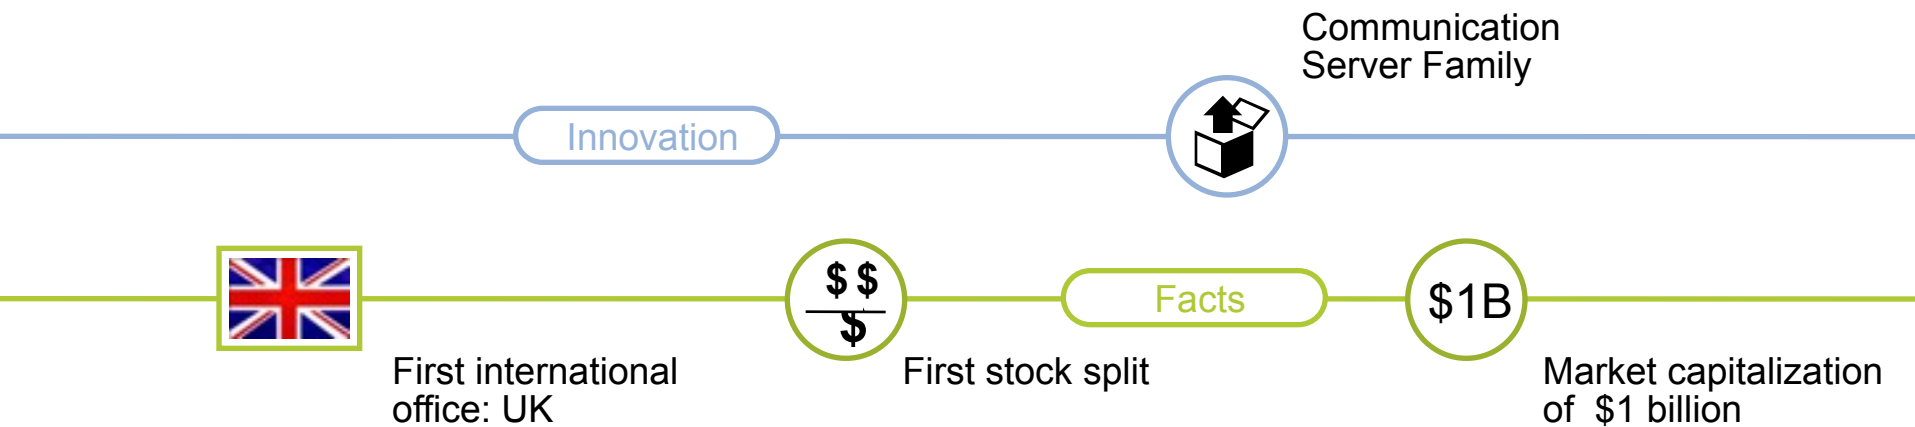 Communication
Server Family
Innovation
$ $
$
Facts
$1B
First international
office: UK
First stock split
Market capitalization
of $1 billion